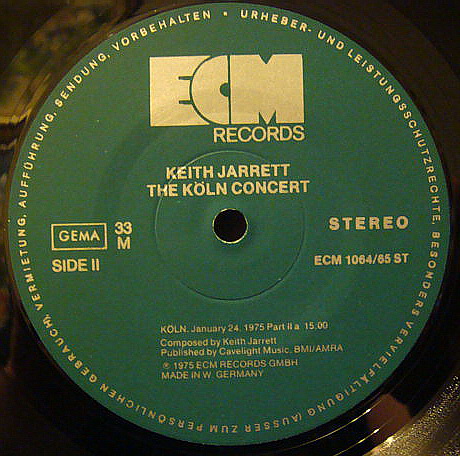 URHEBER- UND LEISTUNGSSCHUTZRECHTE, BESONDERS VERVIELFÄLTIGUNG (AUSSER ZUM PERSÖNLICHEN GEBRAUCH), VERMIETUNG, AUFFÜHRUNG, SENDUNG, VORBEHALTEN •
ECM
RECORDS
KEITH JARRETT
THE KÖLN CONCERT
GEMA
33
M
SIDE II
STEREO
ECM 1064/65 ST
KÖLN, January 24, 1975 Part II a 15:00
Composed by Keith Jarrett
Published by Cavelight Music, BMI/AMRA
℗ 1975 ECM RECORDS GMBH
MADE IN W. GERMANY